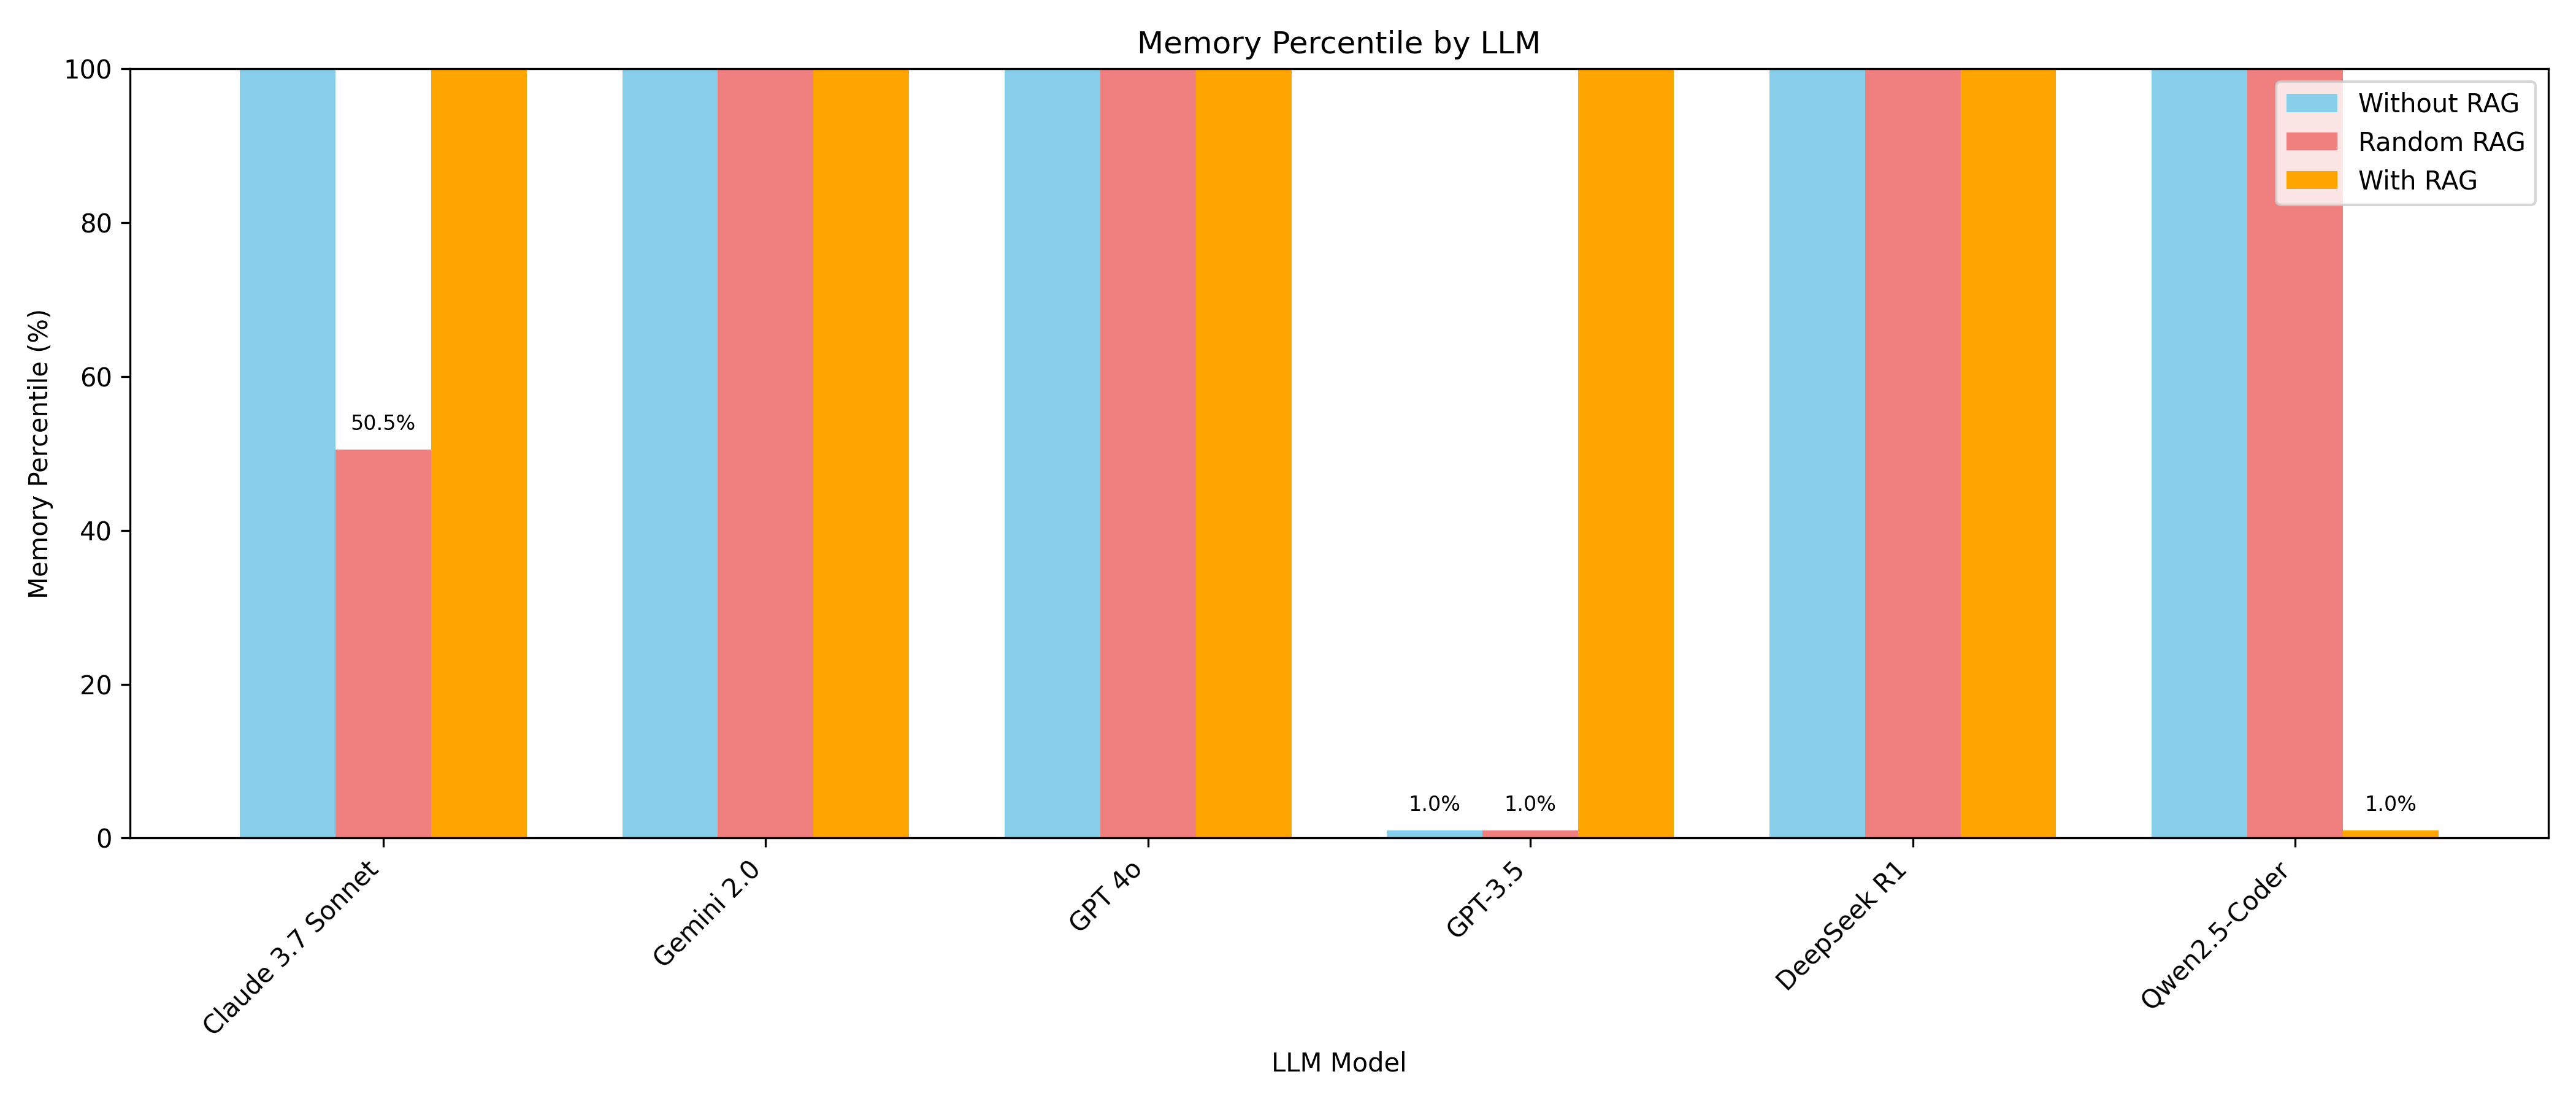 Memory Percentile by LLM
Memory Percentile (%)
100
80
60
40
20
0
50.5%
1.0%
1.0%
1.0%
Without RAG
Random RAG
With RAG
Claude 3.7 Sonnet
Gemini 2.0
GPT 4o
GPT-3.5
DeepSeek R1
Qwen2.5-Coder
LLM Model